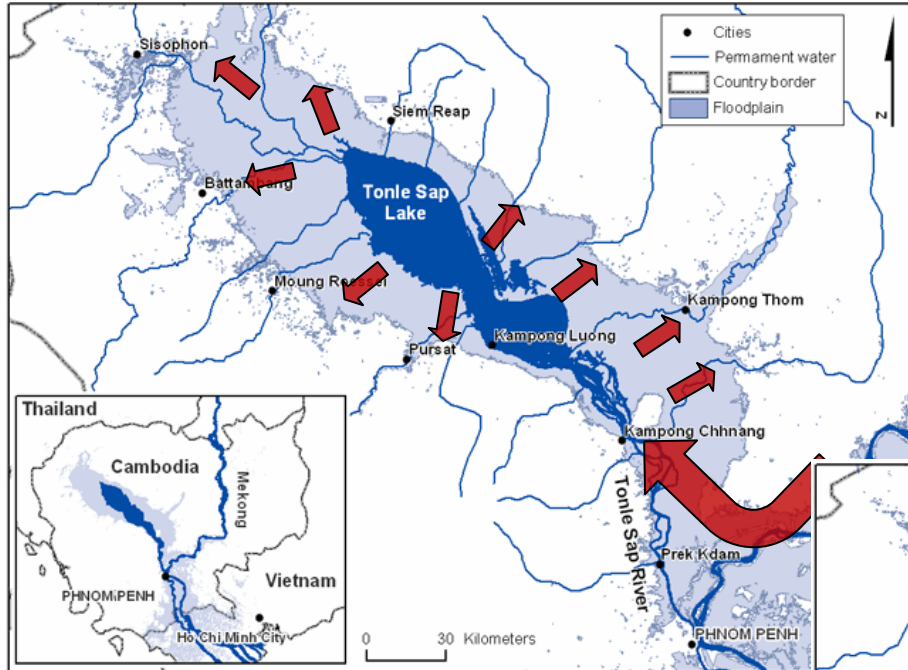 Sisophon
Cities
Permament water
Country border
Floodplain
N
Siem Reap
Battambang
Tonle Sap
Lake
Moung Roessei
Kampong Thom
Kampong Luong
Pursat
Kampong Chhnang
Tonle Sap River
Prek Kdam
PHNOM PENH
0 30 Kilometers
Thailand
Cambodia
Mekong
Vietnam
PHNOM PENH
Ho Chi Minh City